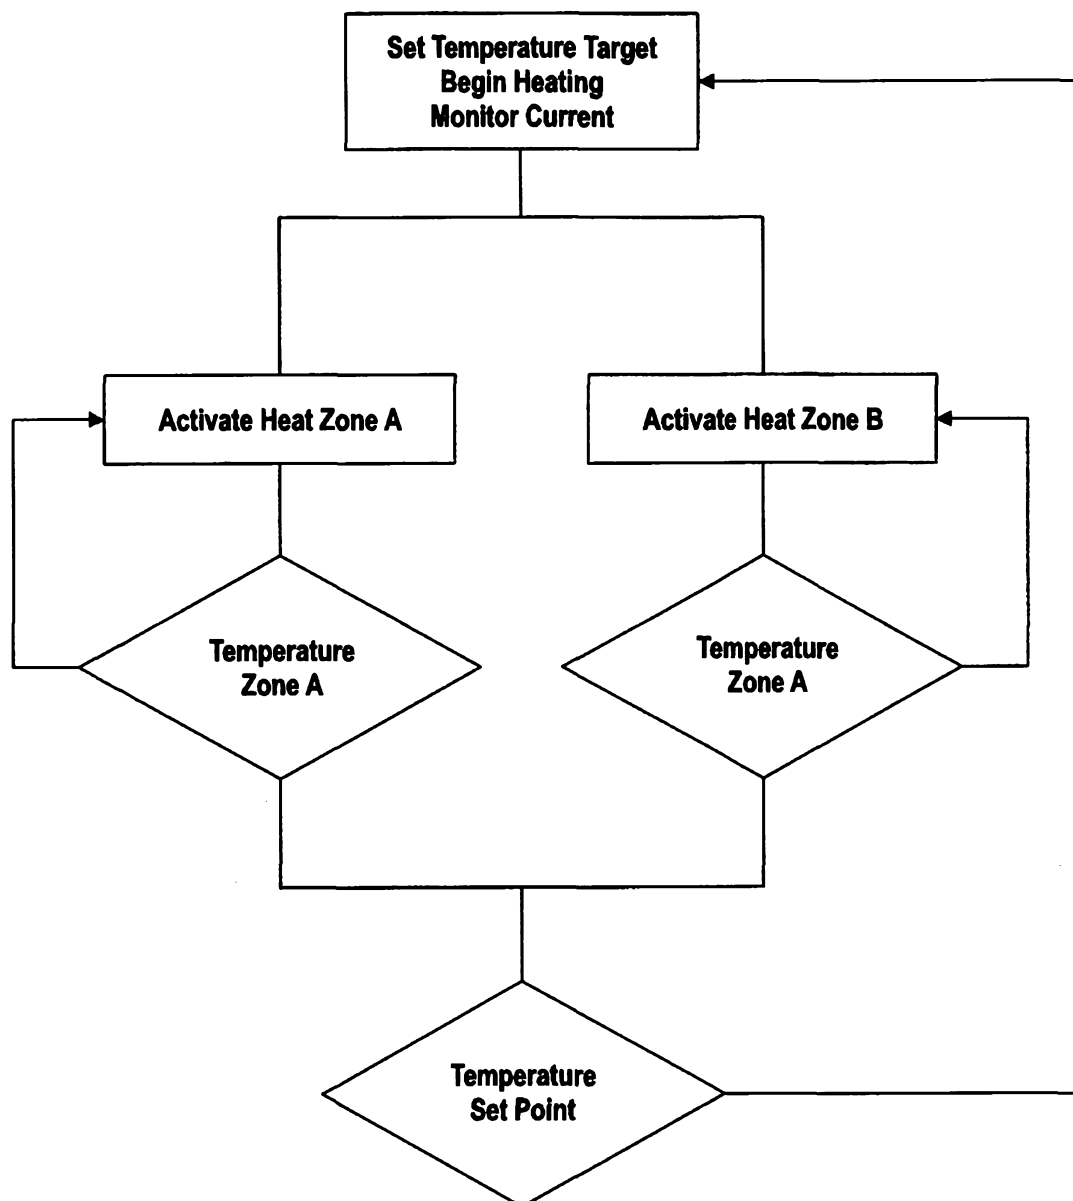 Set Temperature Target
Begin Heating
Monitor Current
Activate Heat Zone A
Activate Heat Zone B
Temperature
Zone A
Temperature
Zone A
Temperature
Set Point